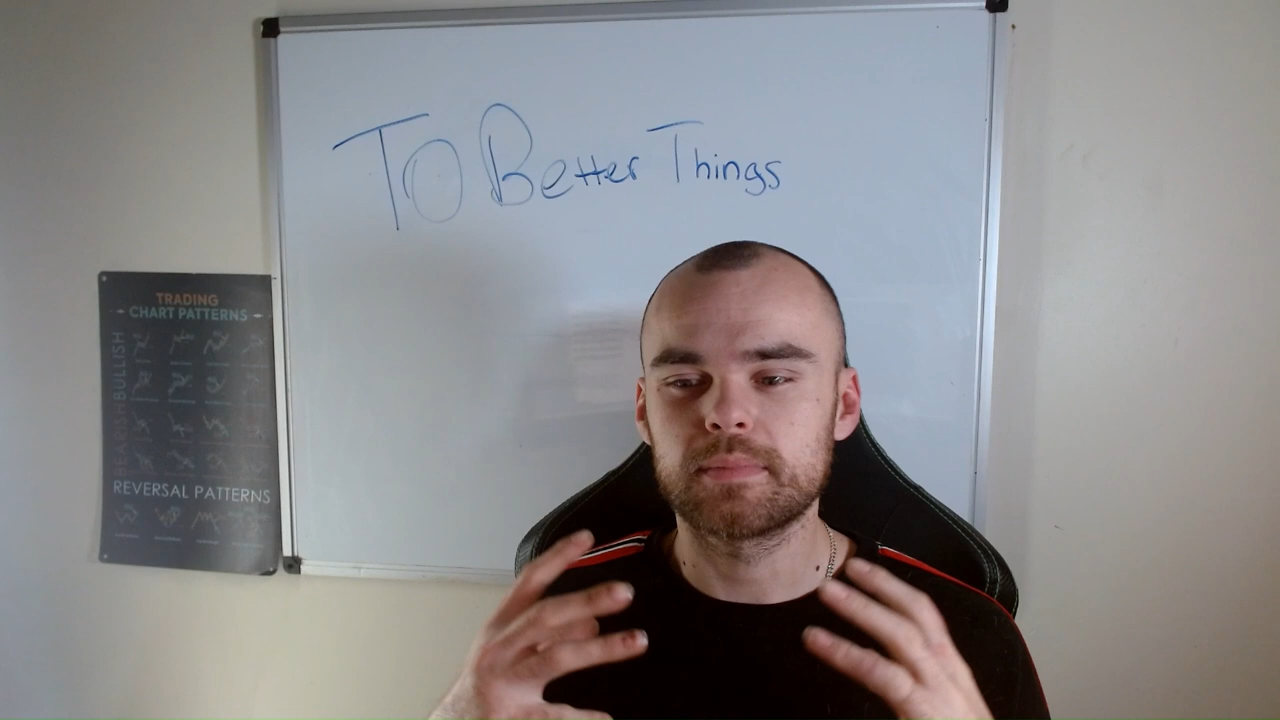 TO Better Things
TRADING
CHART PATTERNS
BULLISH
BEARISH
REVERSAL PATTERNS